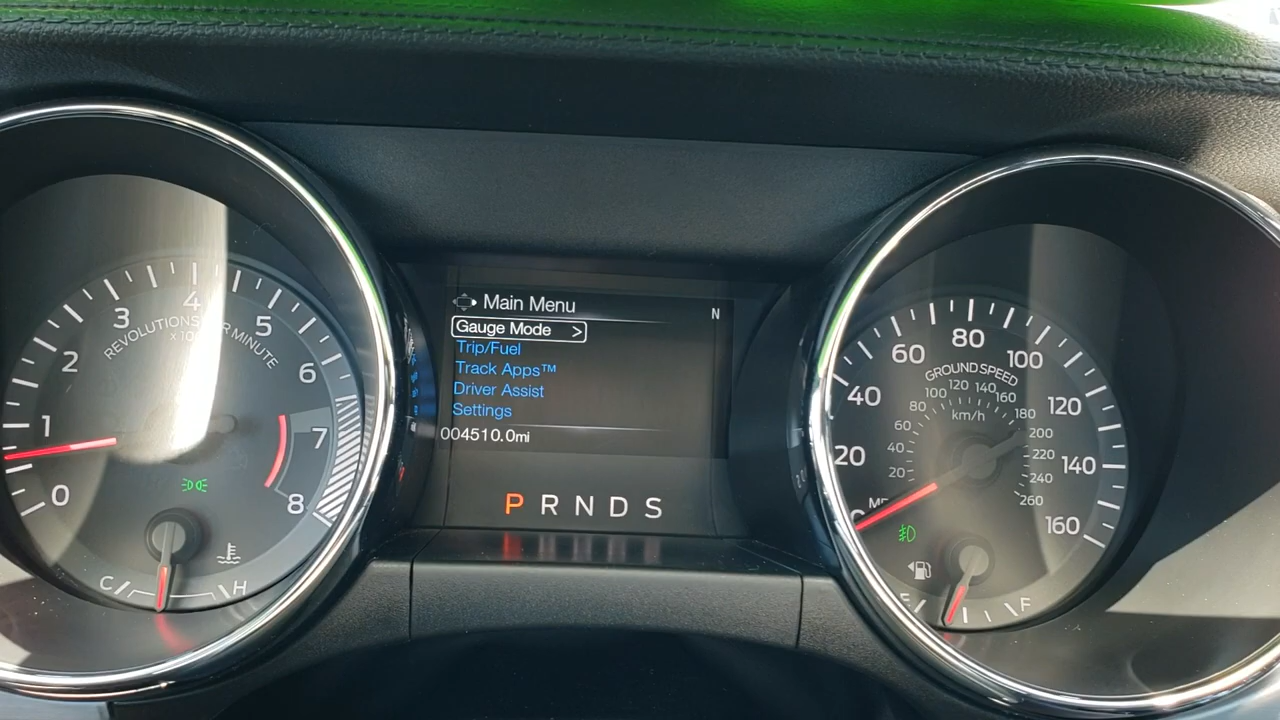 0
1
2
3
4
5
6
7
8
REVOLUTIONS
MINUTE
C
H
Main Menu
N
Gauge Mode >
Trip/Fuel
Track Apps™
Driver Assist
Settings
004510.0mi
P R N D S
20
40
60
80
100
120
140
160
GROUND SPEED
km/h
20
40
60
80
100
120
140
160
180
200
220
240
260
E
F